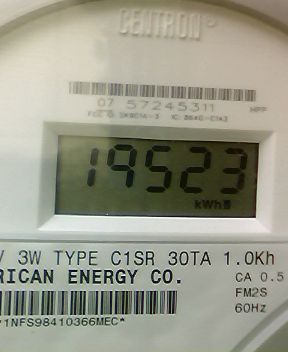 CENTRON®
07 57245311
19523
kWh
V 3W TYPE C1SR 30TA 1.0Kh
RICAN ENERGY CO.
CA 0.5
FM2S
60Hz
*1NFS98410366MEC*